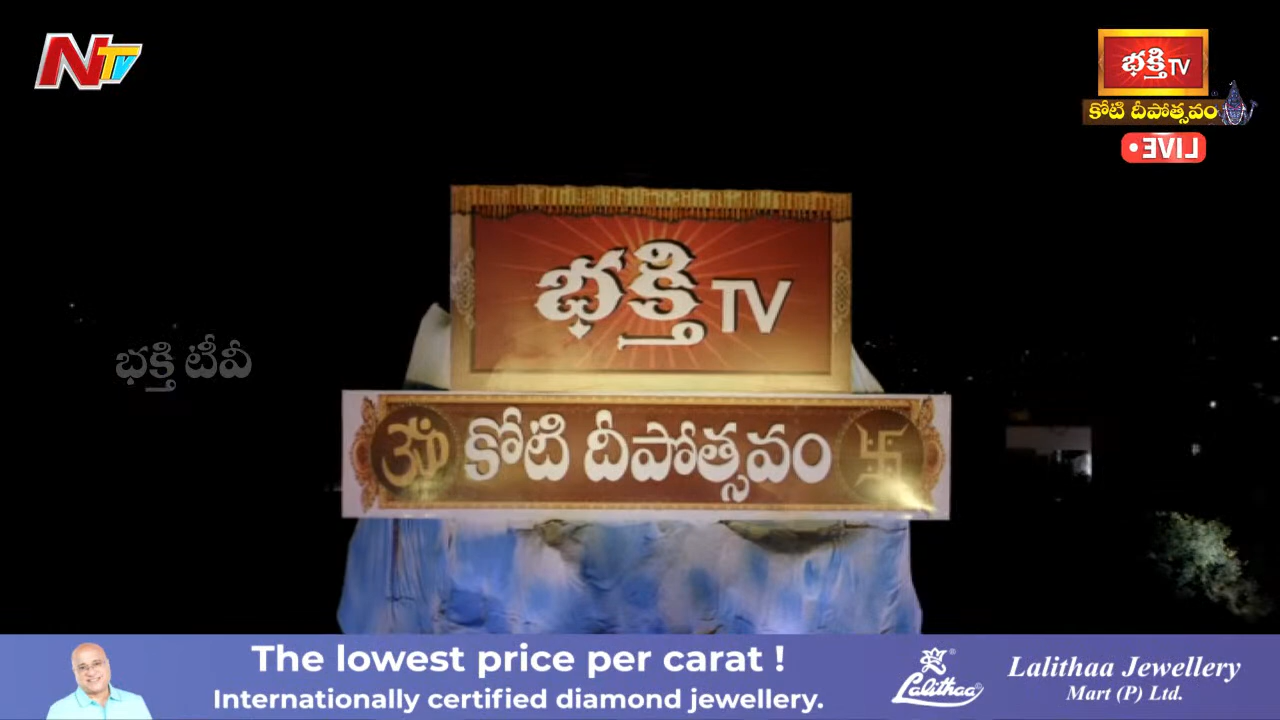 NTV
భక్తి TV
కోటి దీపోత్సవం
LIVE
భక్తి TV
భక్తి టీవీ
ఓం కోటి దీపోత్సవం
The lowest price per carat !
Internationally certified diamond jewellery.
Lalithaa
Lalithaa Jewellery
Mart (P) Ltd.